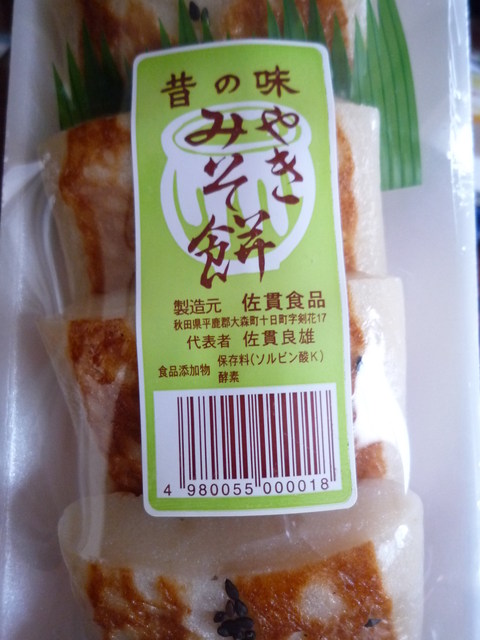 昔の味
やき
みそ餅
製造元 佐貫食品
秋田県平鹿郡大森町十日町字剣花17
代表者 佐貫良雄
食品添加物 保存料(ソルビン酸K)
酵素
4 980055 000018